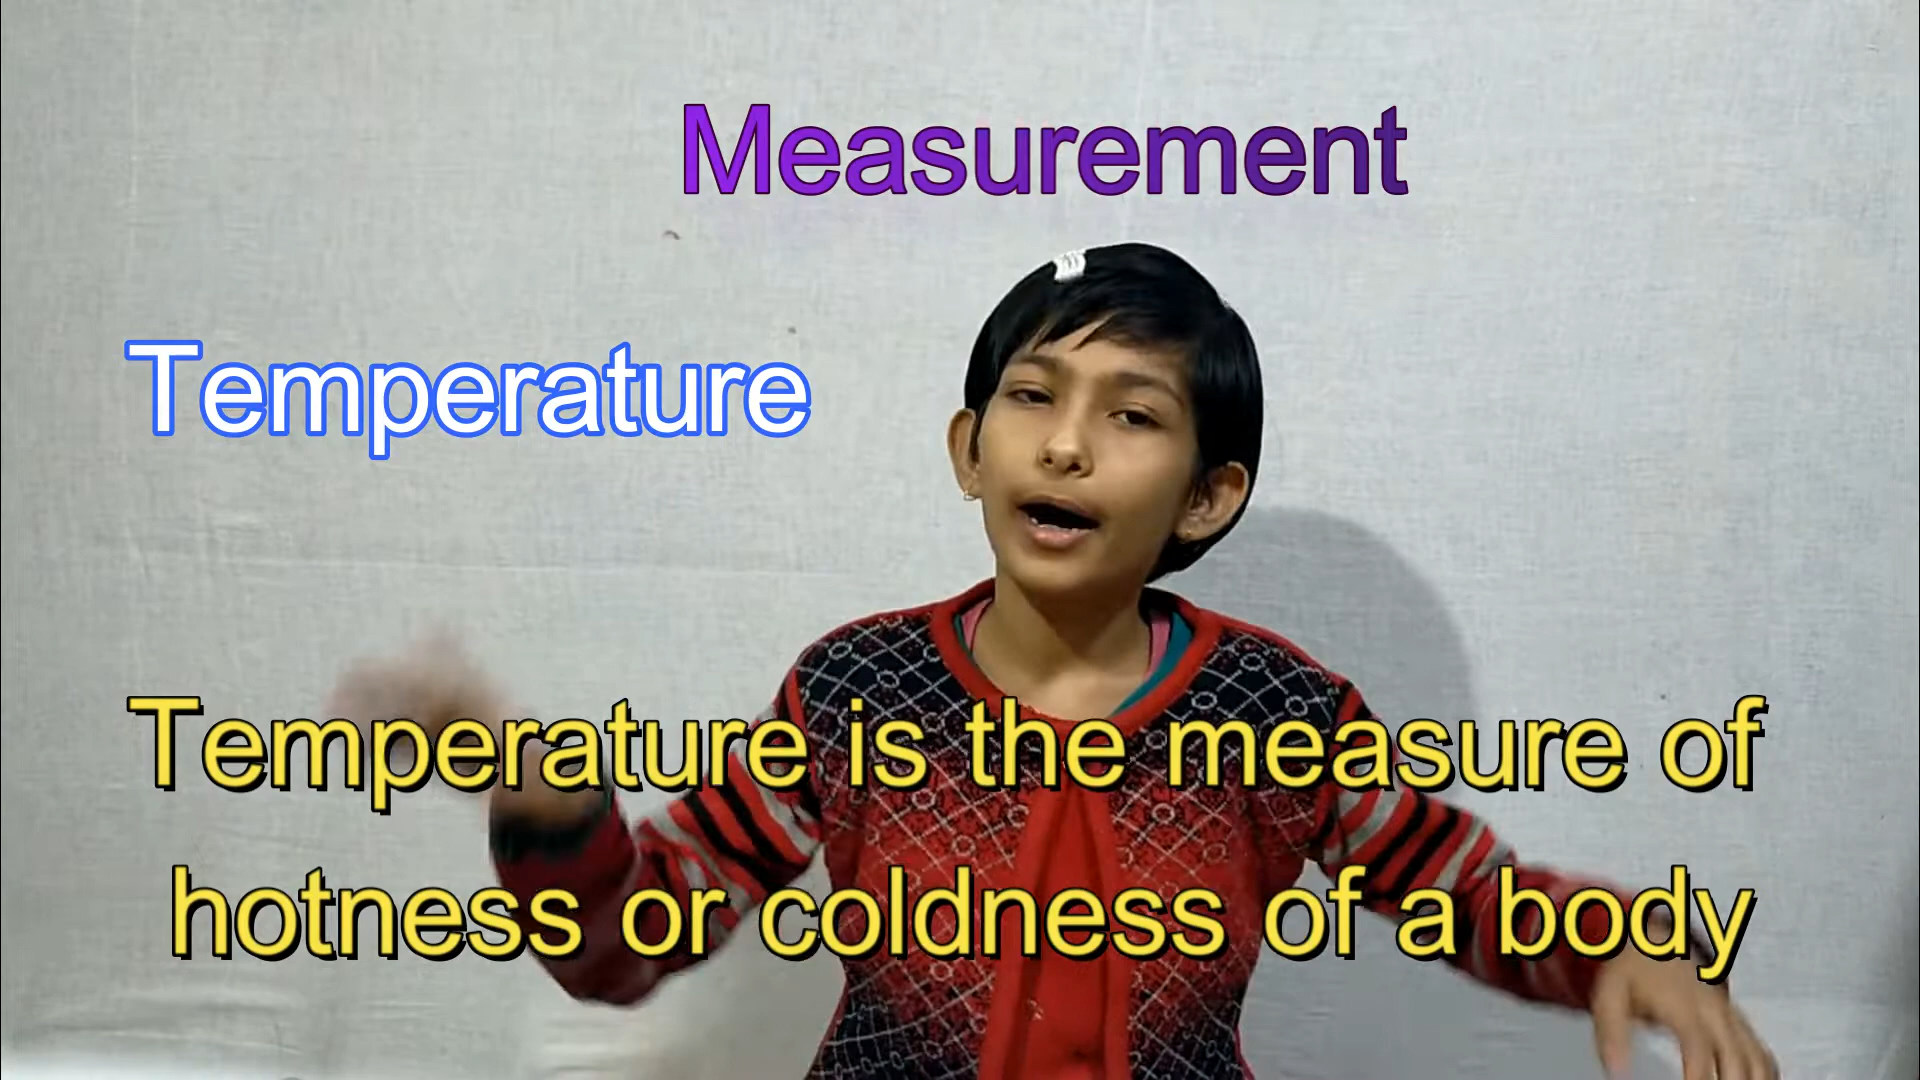 Measurement
Temperature
Temperature is the measure of
hotness or coldness of a body